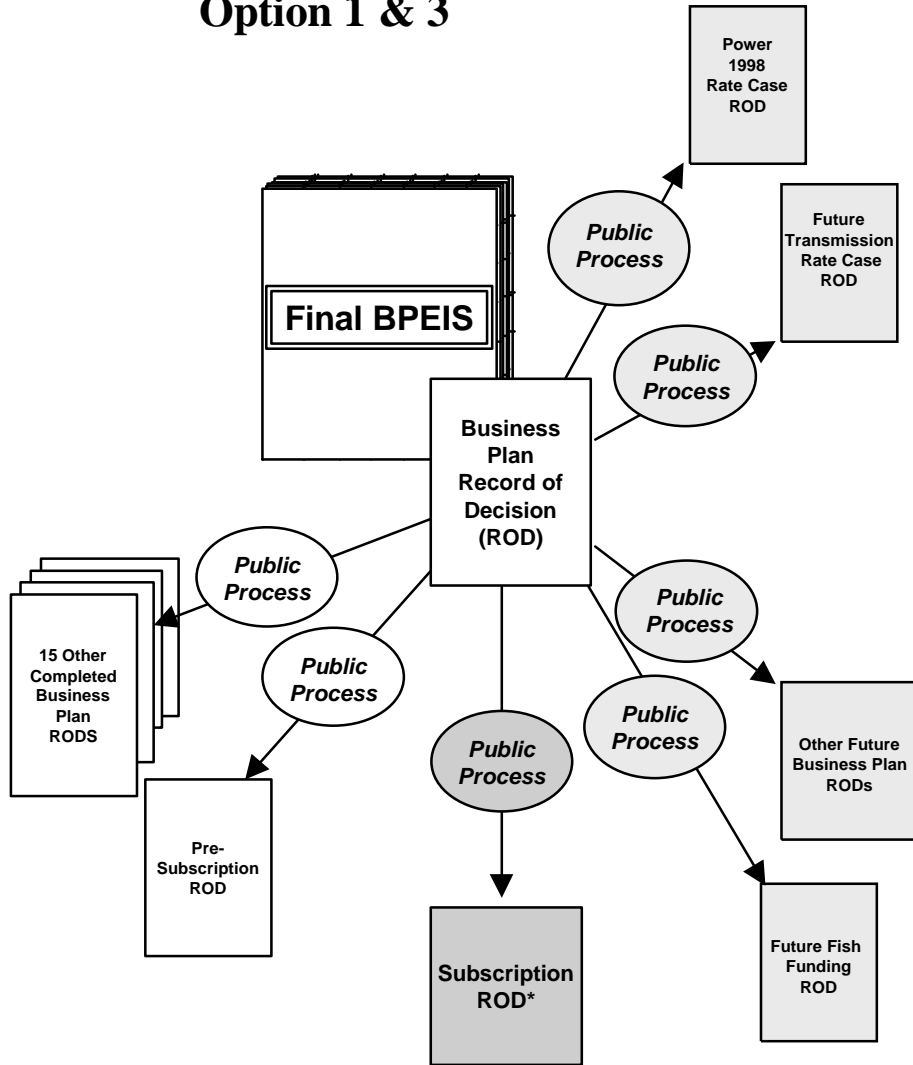 Option 1 & 3
Power
1998
Rate Case
ROD
Public
Process
Future
Transmission
Rate Case
ROD
Final BPEIS
Public
Process
Business
Plan
Record of
Decision
(ROD)
Public
Process
Public
Process
15 Other
Completed
Business
Plan
RODS
Public
Process
Public
Process
Public
Process
Other Future
Business Plan
RODs
Pre-
Subscription
ROD
Subscription
ROD*
Future Fish
Funding
ROD